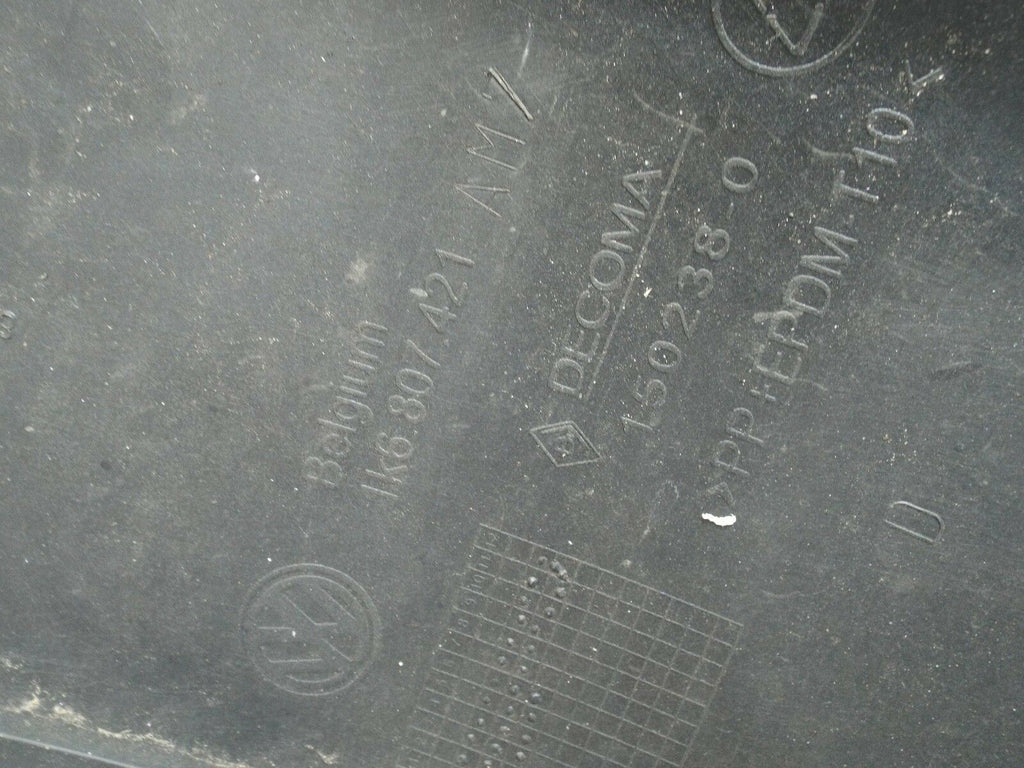 Belgium
1K6 807 421 AM
DECOMA
150238-0
>PP+EPDM-T10<
D